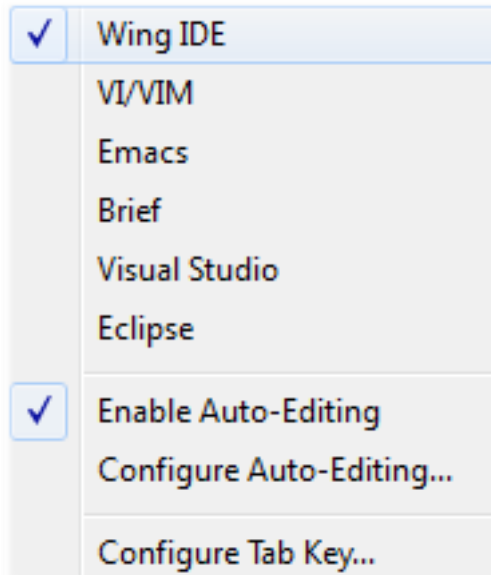 Wing IDE
VI/VIM
Emacs
Brief
Visual Studio
Eclipse
Enable Auto-Editing
Configure Auto-Editing...
Configure Tab Key...